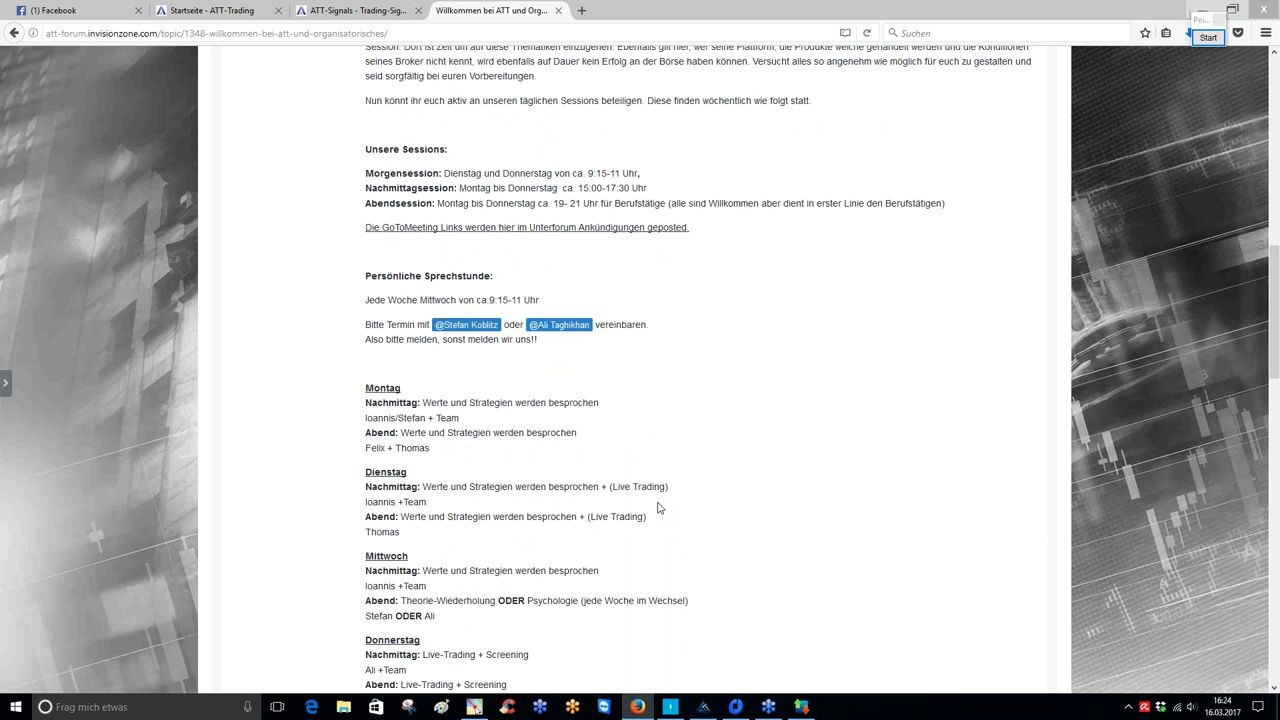 Facebook
Startseite - ATT-Trading
ATT-Signals - Trading-Sig...
Willkommen bei ATT und Org...
Poi...
att-forum.invisionzone.com/topic/1348-willkommen-bei-att-und-organisatorisches/
Suchen
Start
Session. Dort ist Zeit um auf diese Thematiken einzugehen. Ebenfalls gilt hier, wer seine Plattform, die Produkte welche gehandelt werden und die Konditionen
seines Broker nicht kennt, wird ebenfalls auf Dauer kein Erfolg an der Börse haben können. Versucht alles so angenehm wie möglich für euch zu gestalten und
seid sorgfältig bei euren Vorbereitungen.
Nun könnt ihr euch aktiv an unseren täglichen Sessions beteiligen. Diese finden wöchentlich wie folgt statt.
Unsere Sessions:
Morgensession: Dienstag und Donnerstag von ca. 9:15-11 Uhr,
Nachmittagsession: Montag bis Donnerstag ca. 15:00-17:30 Uhr
Abendsession: Montag bis Donnerstag ca. 19- 21 Uhr für Berufstätige (alle sind Willkommen aber dient in erster Linie den Berufstätigen)
Die GoToMeeting Links werden hier im Unterforum Ankündigungen geposted.
Persönliche Sprechstunde:
Jede Woche Mittwoch von ca.9:15-11 Uhr
Bitte Termin mit @Stefan Koblitz oder @Ali Taghikhan vereinbaren.
Also bitte melden, sonst melden wir uns!!
Montag
Nachmittag: Werte und Strategien werden besprochen
Ioannis/Stefan + Team
Abend: Werte und Strategien werden besprochen
Felix + Thomas
Dienstag
Nachmittag: Werte und Strategien werden besprochen + (Live Trading)
Ioannis +Team
Abend: Werte und Strategien werden besprochen + (Live Trading)
Thomas
Mittwoch
Nachmittag: Werte und Strategien werden besprochen
Ioannis +Team
Abend: Theorie-Wiederholung ODER Psychologie (jede Woche im Wechsel)
Stefan ODER Ali
Donnerstag
Nachmittag: Live-Trading + Screening
Ali +Team
Abend: Live-Trading + Screening
Frag mich etwas
16:24
16.03.2017